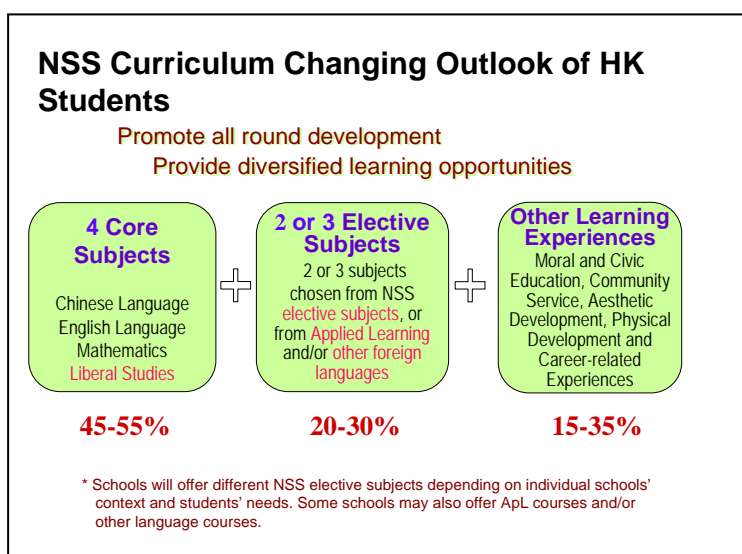 NSS Curriculum Changing Outlook of HK
Students
Promote all round development
Provide diversified learning opportunities
4 Core
Subjects
Chinese Language
English Language
Mathematics
Liberal Studies
2 or 3 Elective
Subjects
2 or 3 subjects
chosen from NSS
elective subjects, or
from Applied Learning
and/or other foreign
languages
Other Learning
Experiences
Moral and Civic
Education, Community
Service, Aesthetic
Development, Physical
Development and
Career-related
Experiences
45-55%
20-30%
15-35%
* Schools will offer different NSS elective subjects depending on individual schools’
context and students’ needs. Some schools may also offer ApL courses and/or
other language courses.